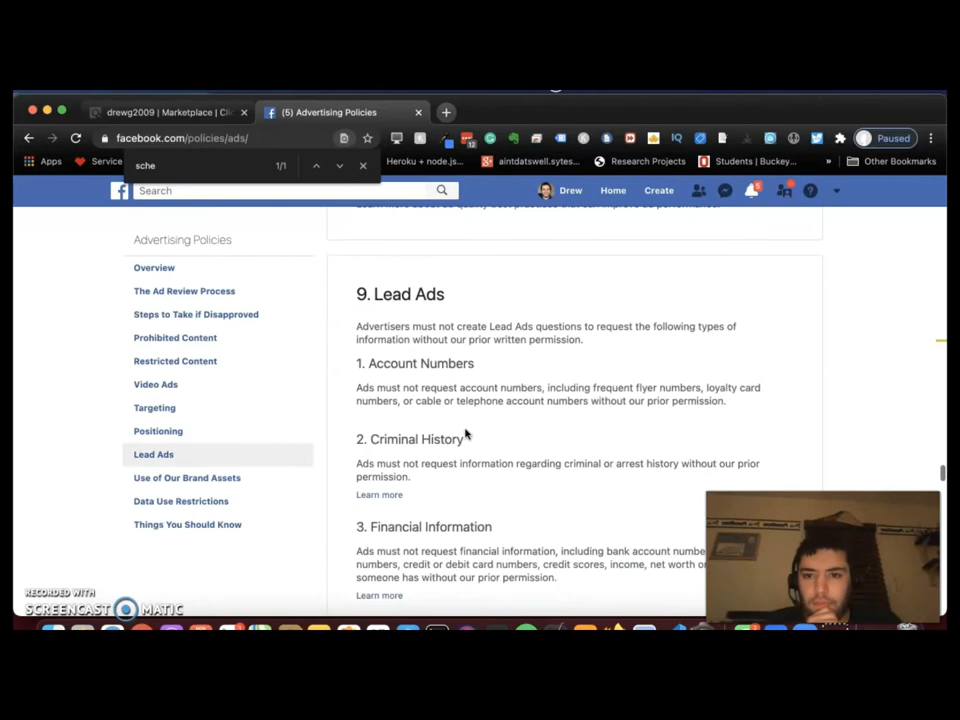 drewg2009 | Marketplace | Cli
(5) Advertising Policies
facebook.com/policies/ads/
12
IQ
Paused
Apps
Service
sche
1/1
Heroku + node.js...
aintdatswell.sytes...
Research Projects
Students | Buckey...
»
Other Bookmarks
Search
Drew
Home
Create
5
Advertising Policies
Overview
The Ad Review Process
Steps to Take if Disapproved
Prohibited Content
Restricted Content
Video Ads
Targeting
Positioning
Lead Ads
Use of Our Brand Assets
Data Use Restrictions
Things You Should Know
9. Lead Ads
Advertisers must not create Lead Ads questions to request the following types of
information without our prior written permission.
1. Account Numbers
Ads must not request account numbers, including frequent flyer numbers, loyalty card
numbers, or cable or telephone account numbers without our prior permission.
2. Criminal History
Ads must not request information regarding criminal or arrest history without our prior
permission.
Learn more
3. Financial Information
Ads must not request financial information, including bank account numbe
numbers, credit or debit card numbers, credit scores, income, net worth or
someone has without our prior permission.
Learn more
RECORDED WITH
SCREENCAST MATIC